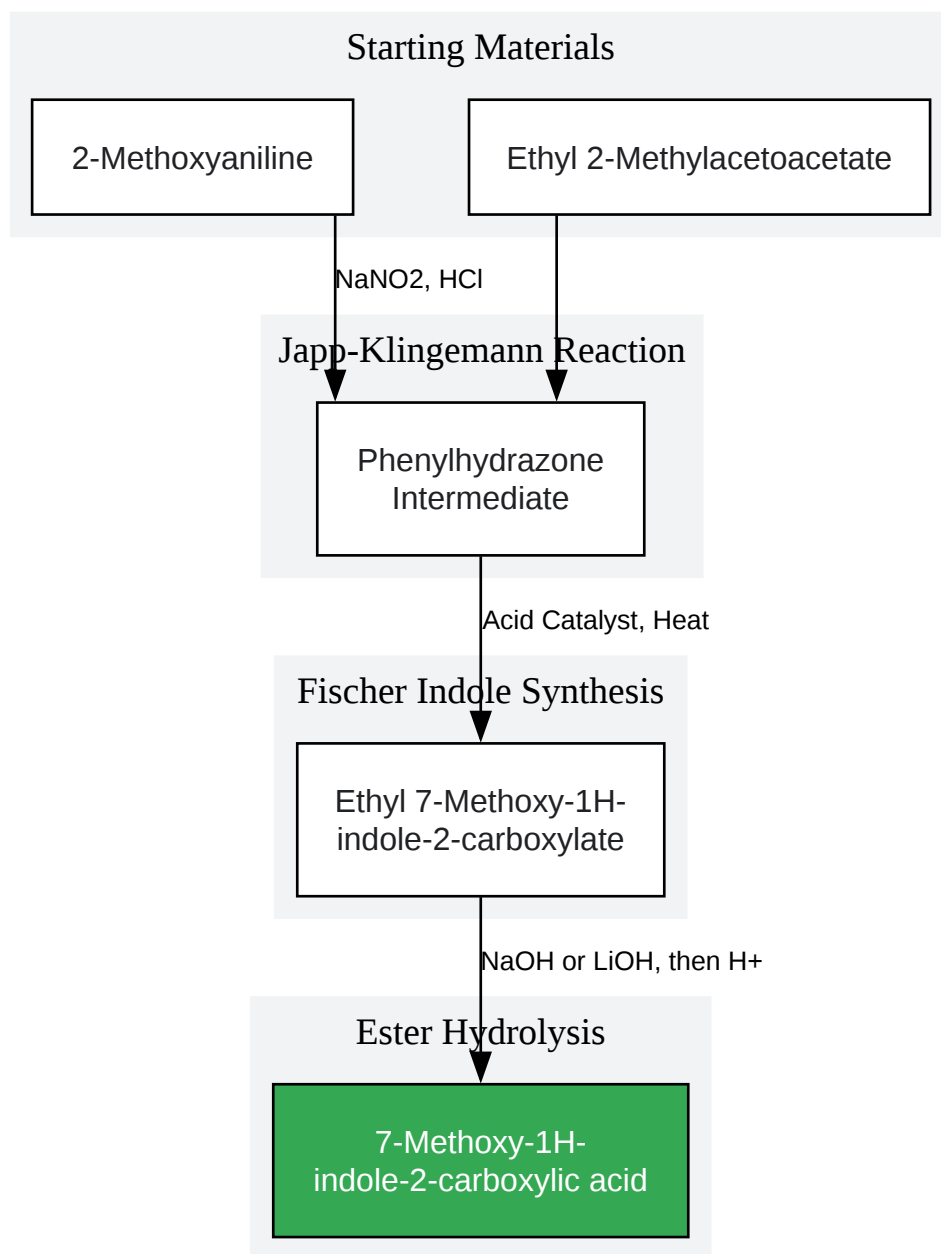 Starting Materials
2-Methoxyaniline
Ethyl 2-Methylacetoacetate
NaNO2, HCl
Japp-Klingemann Reaction
Phenylhydrazone
Intermediate
Acid Catalyst, Heat
Fischer Indole Synthesis
Ethyl 7-Methoxy-1H-
indole-2-carboxylate
NaOH or LiOH, then H+
Ester Hydrolysis
7-Methoxy-1H-
indole-2-carboxylic acid